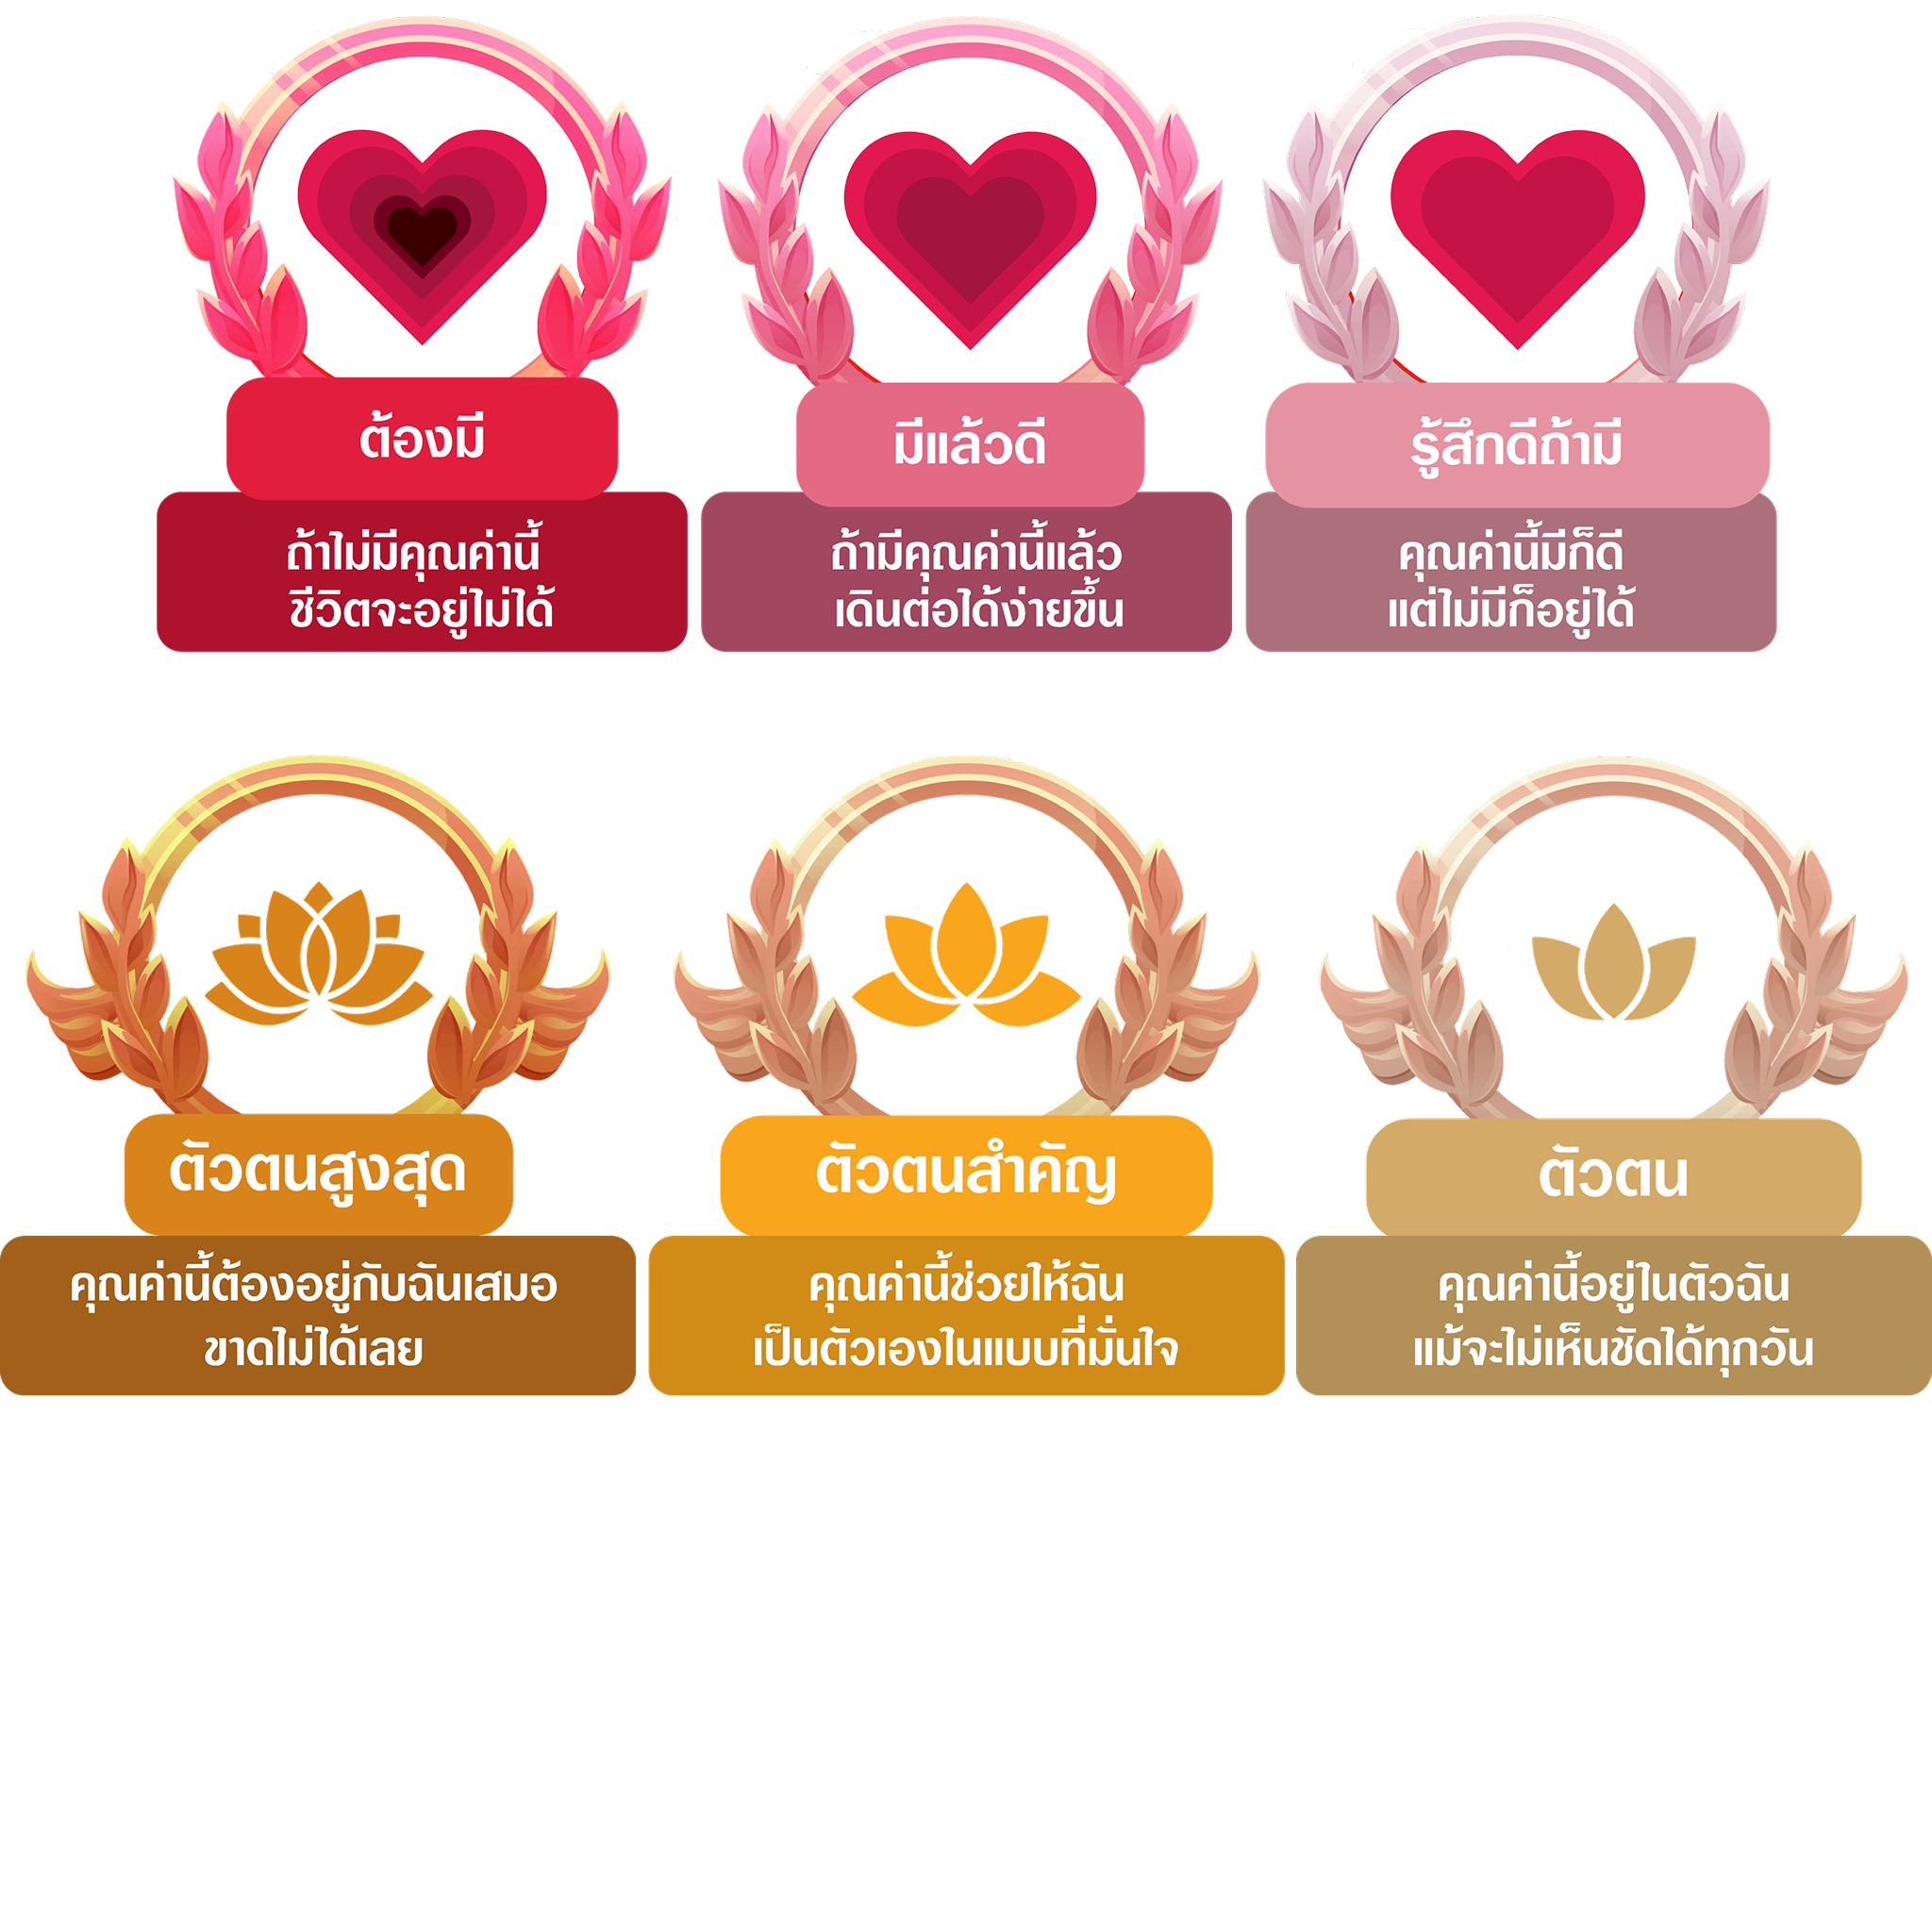 ต้องมี
ถ้าไม่มีคุณค่านี้
ชีวิตจะอยู่ไม่ได้
มีแล้วดี
ถ้ามีคุณค่านี้แล้ว
เดินต่อได้ง่ายขึ้น
รู้สึกดีถ้ามี
คุณค่านี้มีก็ดี
แต่ไม่มีก็อยู่ได้
ตัวตนสูงสุด
คุณค่านี้ต้องอยู่กับฉันเสมอ
ขาดไม่ได้เลย
ตัวตนสำคัญ
คุณค่านี้ช่วยให้ฉัน
เป็นตัวเองในแบบที่มั่นใจ
ตัวตน
คุณค่านี้อยู่ในตัวฉัน
แม้จะไม่เห็นชัดได้ทุกวัน